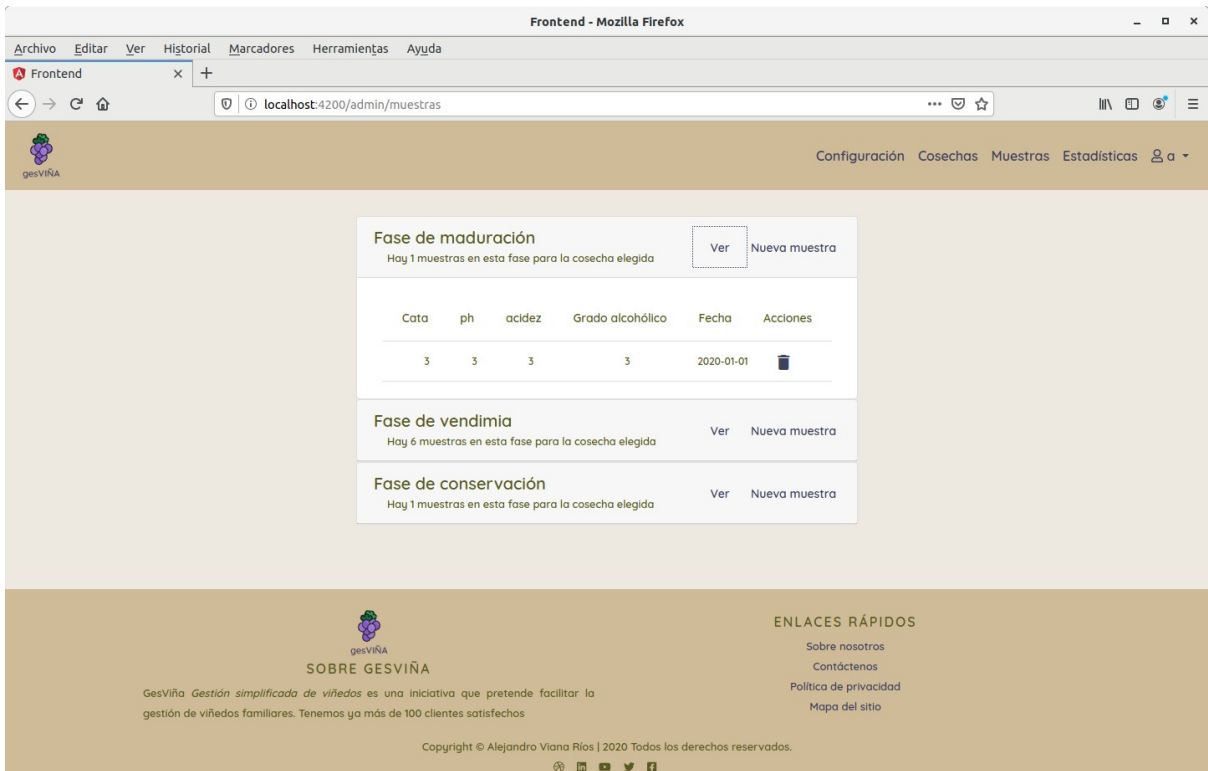 Frontend - Mozilla Firefox
Archivo Editar Ver Historial Marcadores Herramientas Ayuda
Frontend
localhost:4200/admin/muestras
gesVIÑA
Configuración Cosechas Muestras Estadísticas a
Fase de maduración
Hay 1 muestras en esta fase para la cosecha elegida
Ver Nueva muestra
Cata ph acidez Grado alcohólico Fecha Acciones
3 3 3 3 2020-01-01
Fase de vendimia
Hay 6 muestras en esta fase para la cosecha elegida
Ver Nueva muestra
Fase de conservación
Hay 1 muestras en esta fase para la cosecha elegida
Ver Nueva muestra
gesVIÑA
SOBRE GESVIÑA
GesViña Gestión simplificada de viñedos es una iniciativa que pretende facilitar la
gestión de viñedos familiares. Tenemos ya más de 100 clientes satisfechos
ENLACES RÁPIDOS
Sobre nosotros
Contáctenos
Política de privacidad
Mapa del sitio
Copyright © Alejandro Viana Ríos | 2020 Todos los derechos reservados.